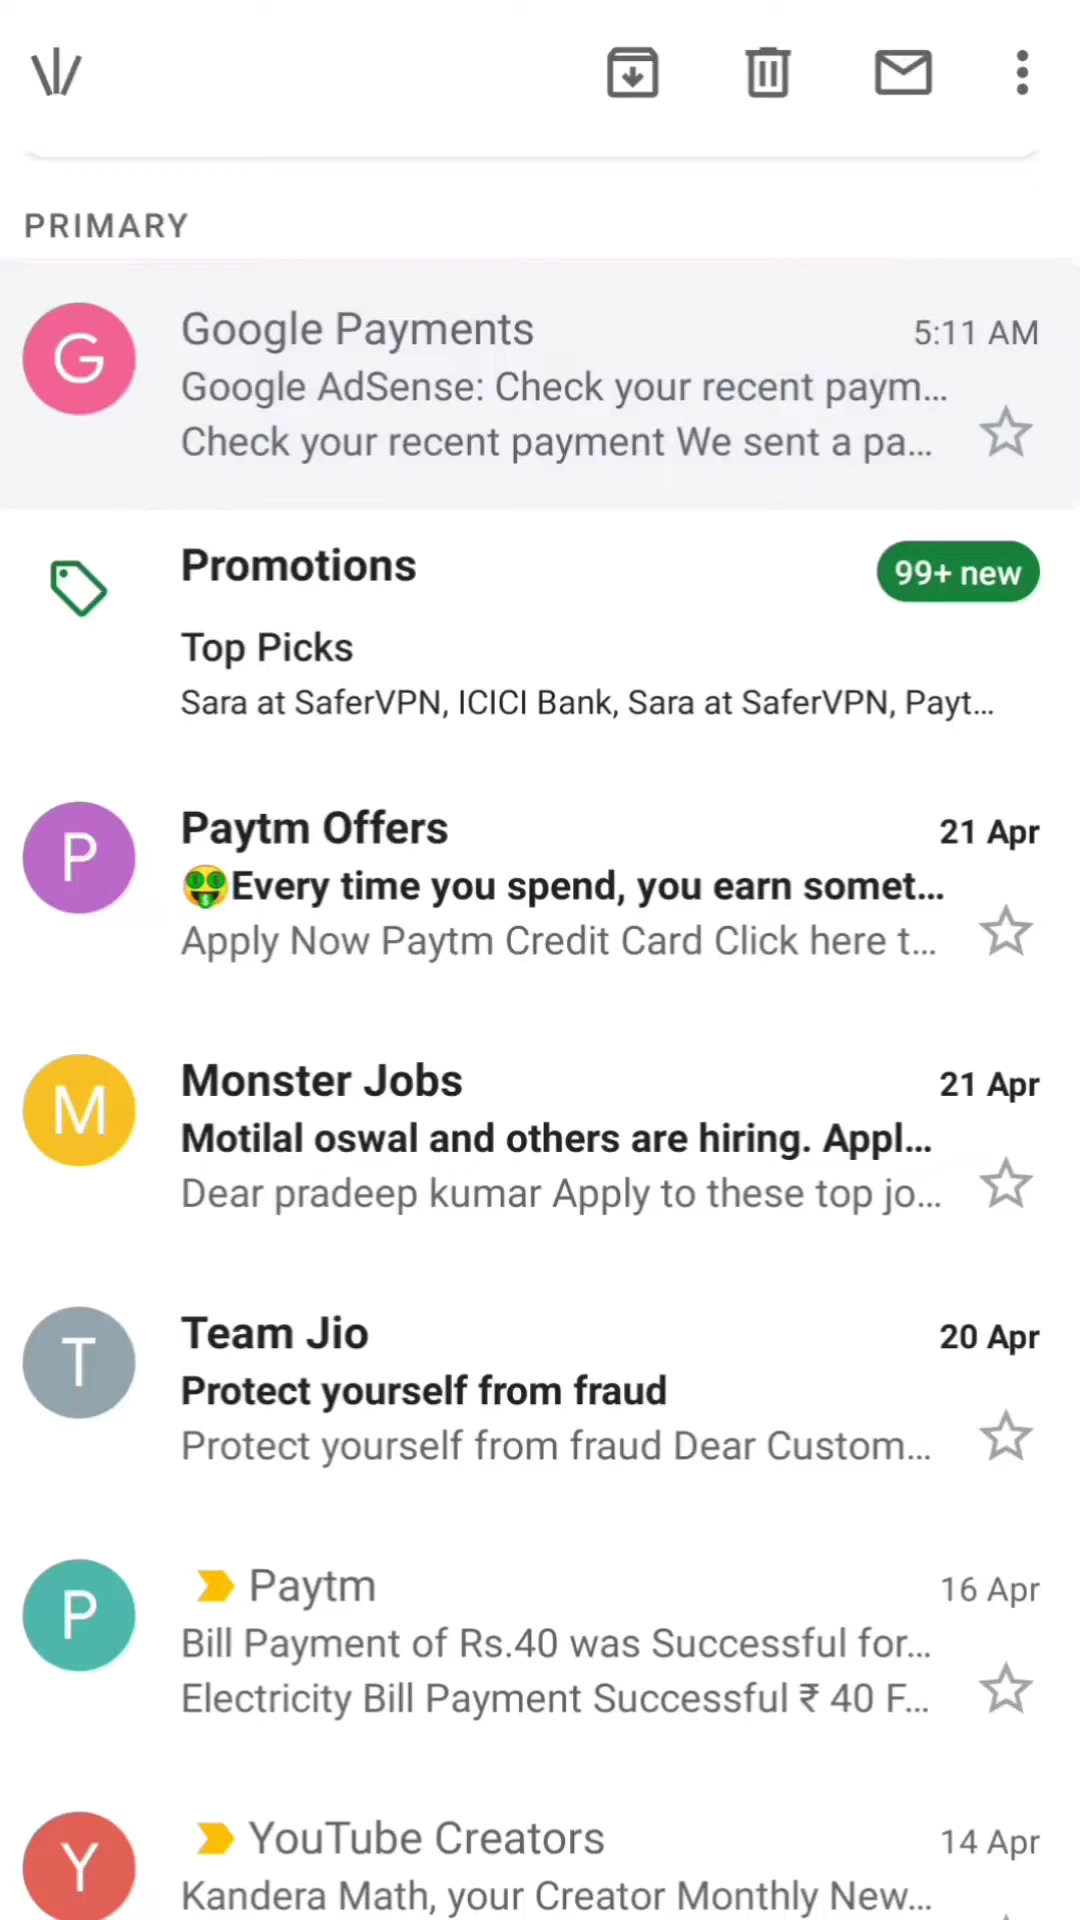 PRIMARY
G
Google Payments 5:11 AM
Google AdSense: Check your recent paym...
Check your recent payment We sent a pa...
Promotions 99+ new
Top Picks
Sara at SaferVPN, ICICI Bank, Sara at SaferVPN, Payt...
P
Paytm Offers 21 Apr
🤑Every time you spend, you earn somet...
Apply Now Paytm Credit Card Click here t...
M
Monster Jobs 21 Apr
Motilal oswal and others are hiring. Appl...
Dear pradeep kumar Apply to these top jo...
T
Team Jio 20 Apr
Protect yourself from fraud
Protect yourself from fraud Dear Custom...
P
Paytm 16 Apr
Bill Payment of Rs.40 was Successful for...
Electricity Bill Payment Successful ₹ 40 F...
Y
YouTube Creators 14 Apr
Kandera Math, your Creator Monthly New...